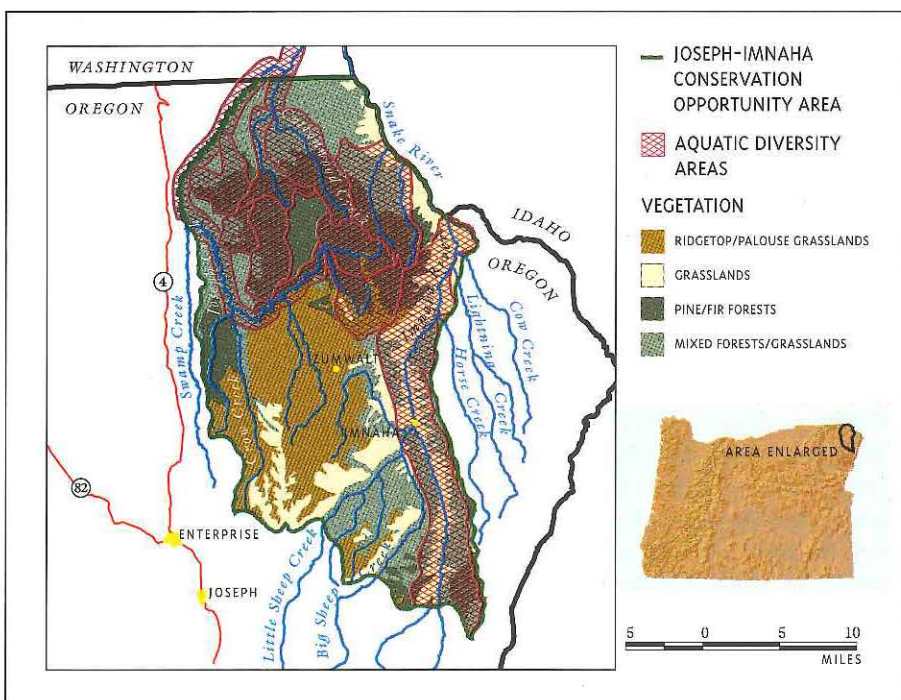 WASHINGTON
OREGON
Snake River
IDAHO
OREGON
4
Swamp Creek
Cow Creek
Lightning
Creek
Horse Creek
ZUMWALT
IMNAHA
82
ENTERPRISE
JOSEPH
Little Sheep Creek
Big Sheep
Creek
JOSEPH-IMNAHA
CONSERVATION
OPPORTUNITY AREA
AQUATIC DIVERSITY
AREAS
VEGETATION
RIDGETOP/PALOUSE GRASSLANDS
GRASSLANDS
PINE/FIR FORESTS
MIXED FORESTS/GRASSLANDS
AREA ENLARGED
5 0 5 10
MILES